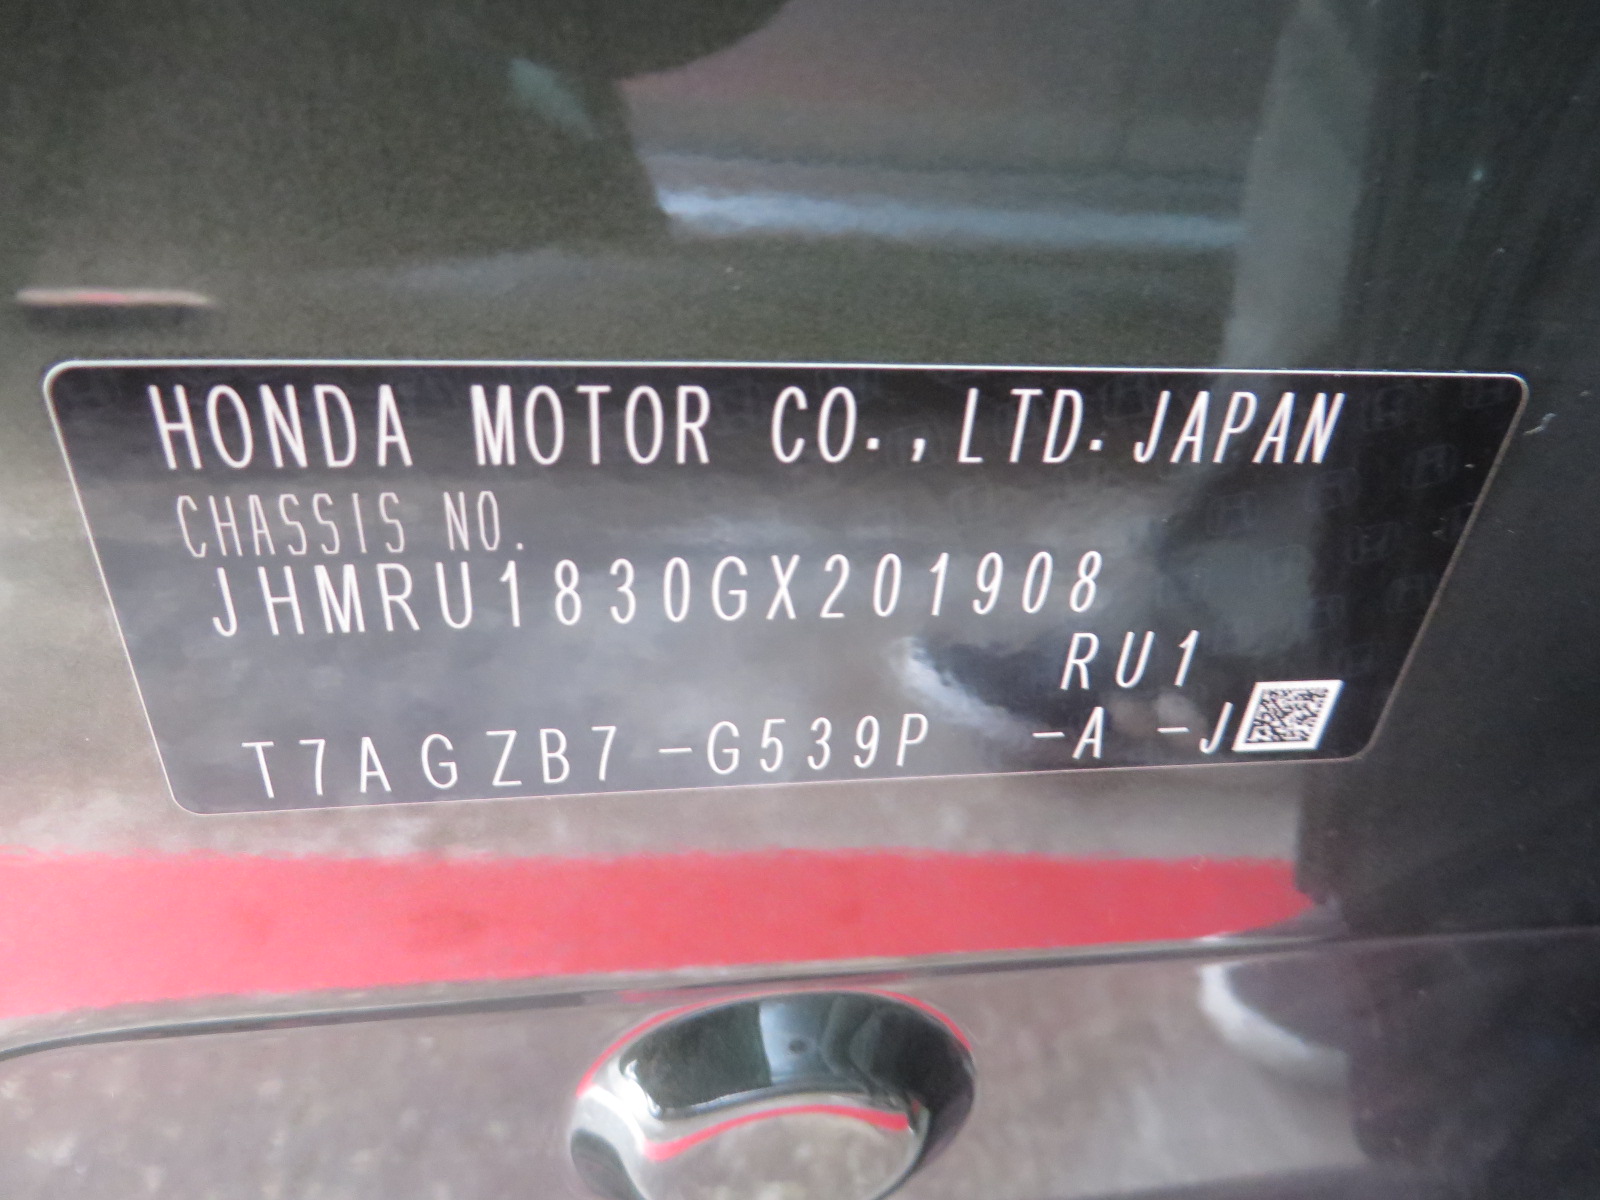 HONDA MOTOR CO.,LTD.JAPAN
CHASSIS NO.
JHMRU1830GX201908
RU1
T7AGZB7-G539P -A -J